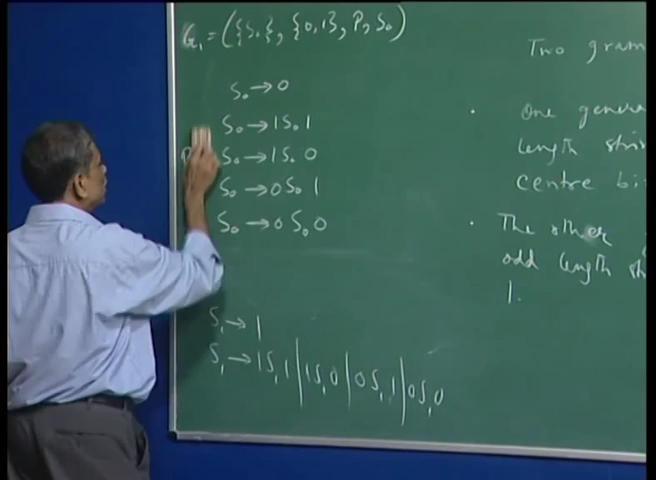 G₁ = ({S₀}, {0,1}, P, S₀)
S₀ → 0
S₀ → 1S₀1
P S₀ → 1S₀0
S₀ → 0S₀1
S₀ → 0S₀0
S₁ → 1
S₁ → 1S₁1 | 1S₁0 | 0S₁1 | 0S₁0
Two gram
· One genera
length stri
centre bi
· The other
odd length st
1.